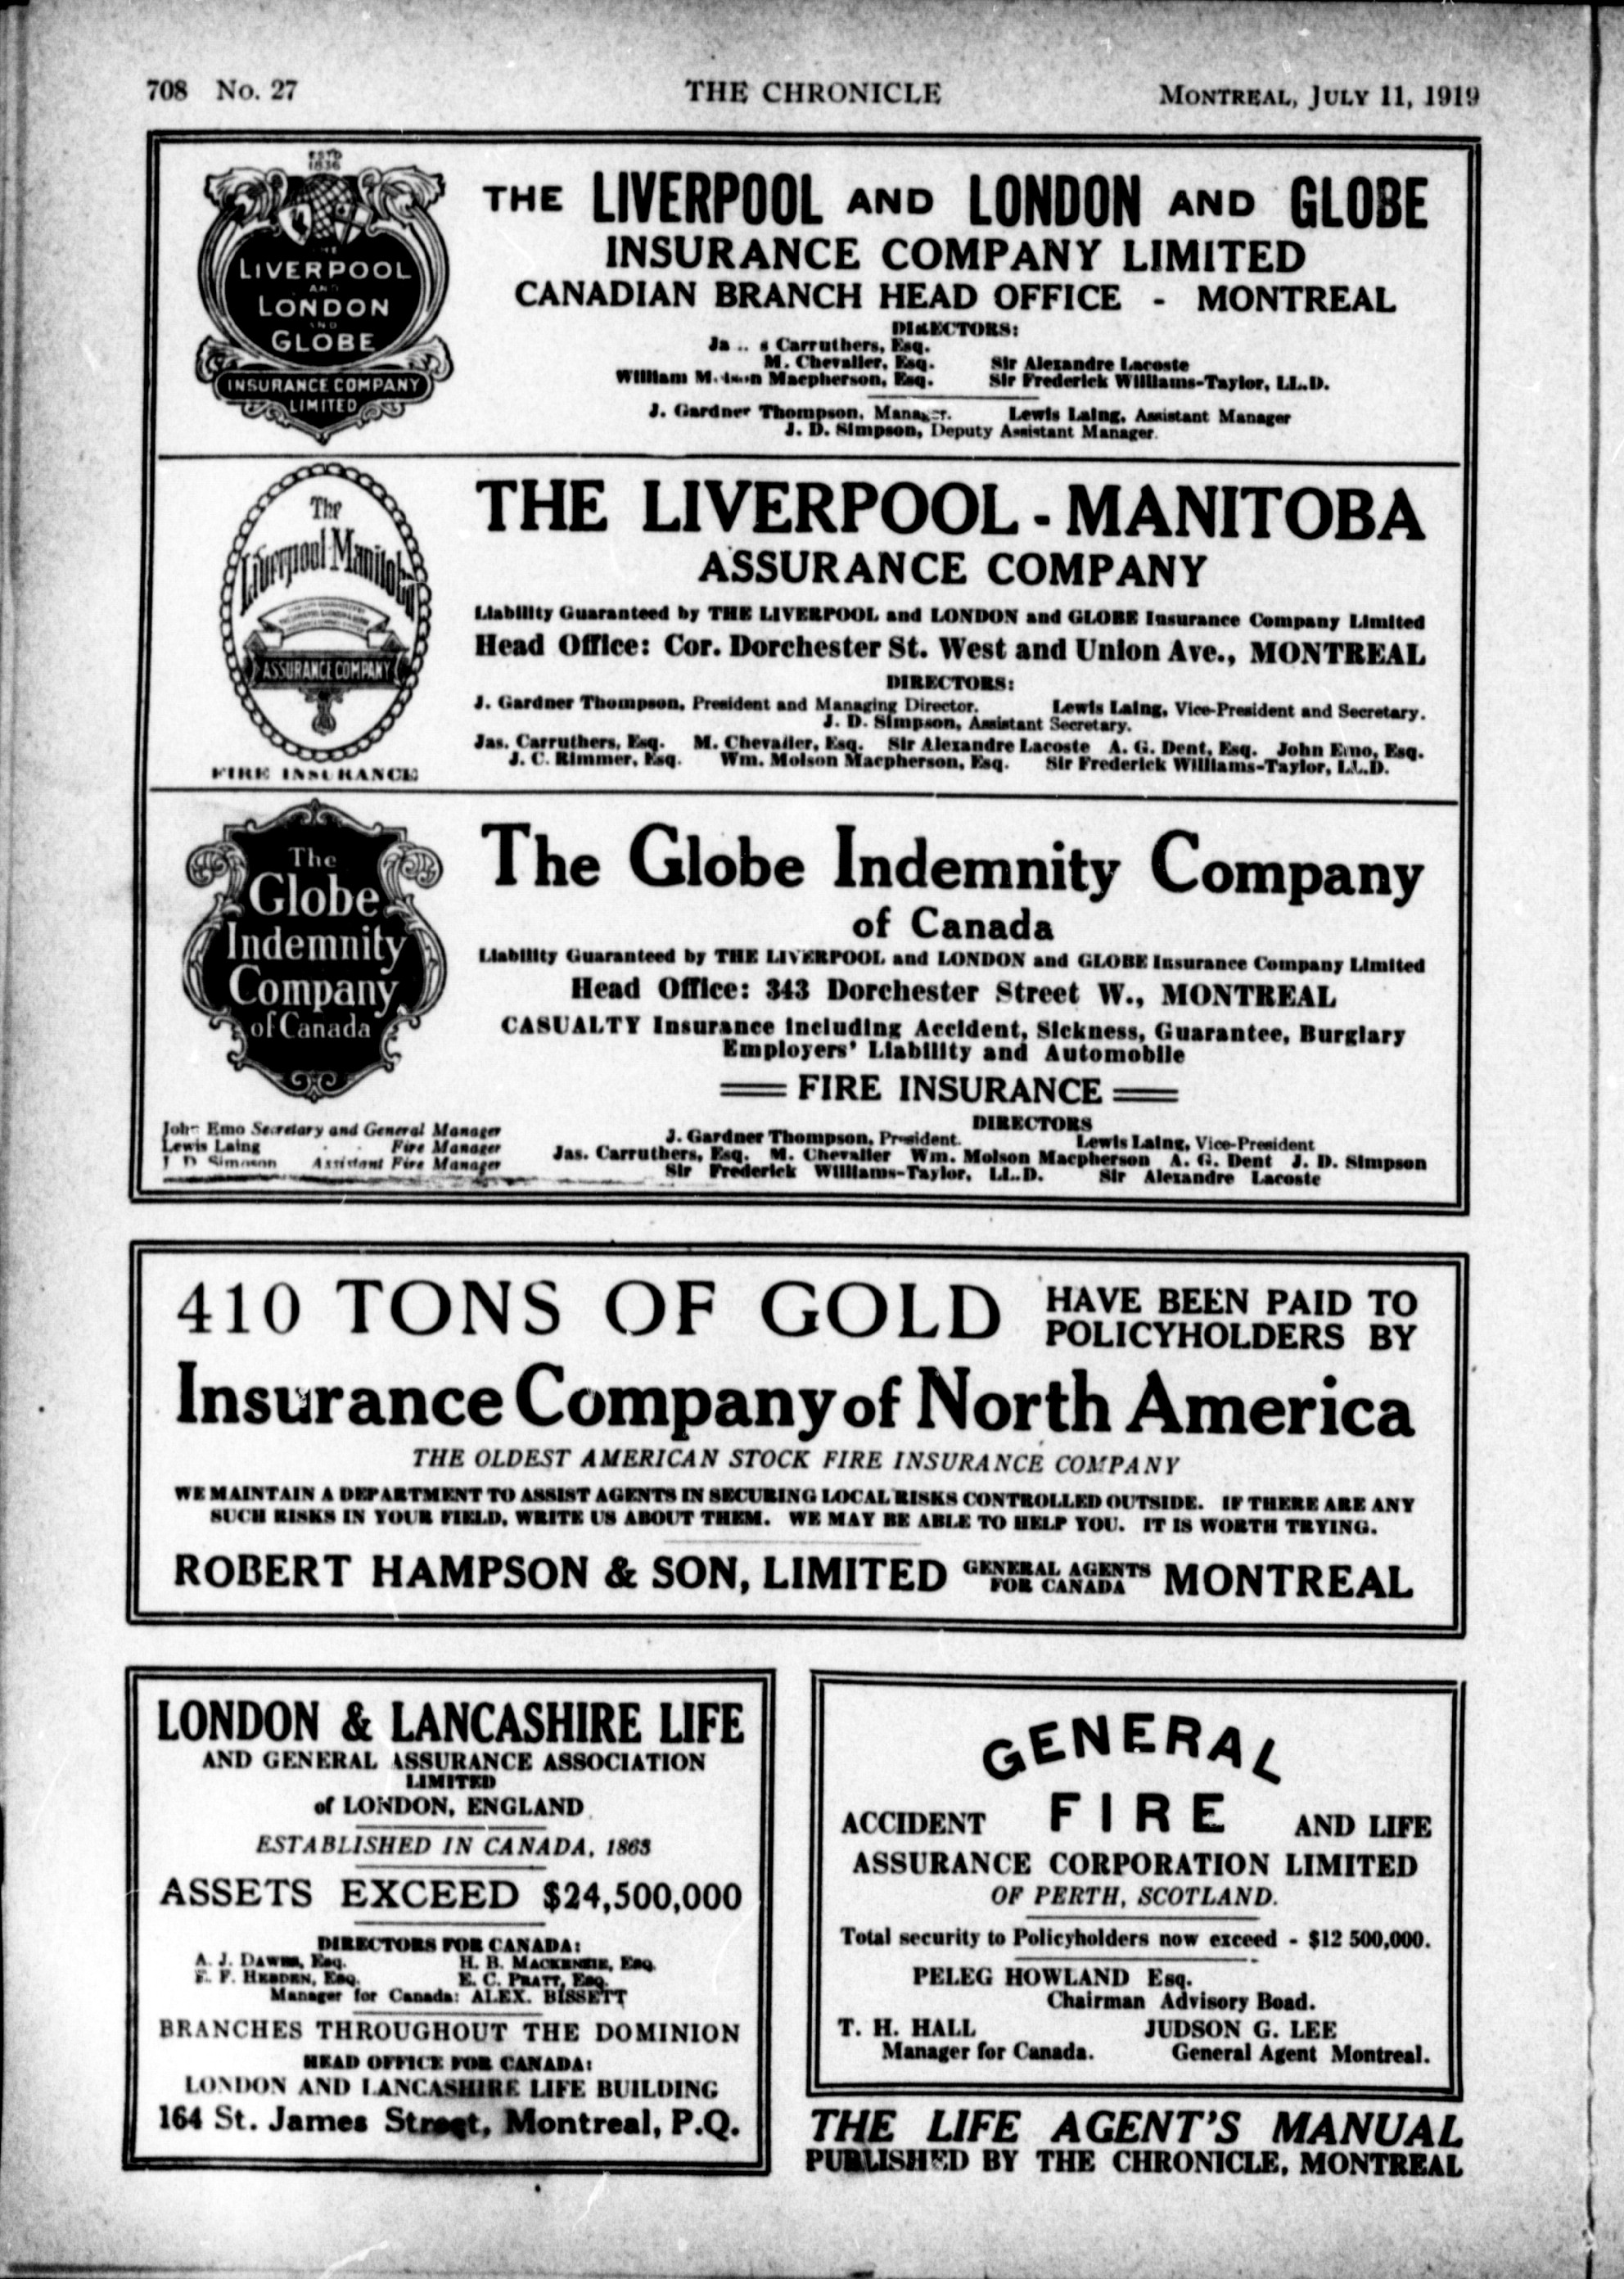 708 No. 27
THE CHRONICLE
MONTREAL, JULY 11, 1919
ESTD
1836
THE
LIVERPOOL
AND
LONDON
AND
GLOBE
INSURANCE COMPANY
LIMITED
THE LIVERPOOL AND LONDON AND GLOBE
INSURANCE COMPANY LIMITED
CANADIAN BRANCH HEAD OFFICE - MONTREAL
DIRECTORS:
Carruthers, Esq.
M. Chevalier, Esq. Sir Alexandre Lacoste
William Macpherson, Esq. Sir Frederick Williams-Taylor, LL.D.
J. Gardner Thompson, Manager. Lewis Laing, Assistant Manager
J. D. Simpson, Deputy Assistant Manager.
The
Liverpool Manitoba
ASSURANCE COMPANY
FIRE INSURANCE
THE LIVERPOOL - MANITOBA
ASSURANCE COMPANY
Liability Guaranteed by THE LIVERPOOL and LONDON and GLOBE Insurance Company Limited
Head Office: Cor. Dorchester St. West and Union Ave., MONTREAL
DIRECTORS:
J. Gardner Thompson, President and Managing Director. Lewis Laing, Vice-President and Secretary.
J. D. Simpson, Assistant Secretary.
Jas. Carruthers, Esq. M. Chevalier, Esq. Sir Alexandre Lacoste A. G. Dent, Esq. John Emo, Esq.
J. C. Rimmer, Esq. Wm. Molson Macpherson, Esq. Sir Frederick Williams-Taylor, LL.D.
The
Globe
Indemnity
Company
of Canada
The Globe Indemnity Company
of Canada
Liability Guaranteed by THE LIVERPOOL and LONDON and GLOBE Insurance Company Limited
Head Office: 343 Dorchester Street W., MONTREAL
CASUALTY Insurance including Accident, Sickness, Guarantee, Burglary
Employers' Liability and Automobile
FIRE INSURANCE
John Emo Secretary and General Manager
Lewis Laing Fire Manager
J D Simpson Assistant Fire Manager
DIRECTORS
J. Gardner Thompson, President. Lewis Laing, Vice-President
Jas. Carruthers, Esq. M. Chevalier Wm. Molson Macpherson A. G. Dent J. D. Simpson
Sir Frederick Williams-Taylor, LL.D. Sir Alexandre Lacoste
410 TONS OF GOLD HAVE BEEN PAID TO
POLICYHOLDERS BY
Insurance Company of North America
THE OLDEST AMERICAN STOCK FIRE INSURANCE COMPANY
WE MAINTAIN A DEPARTMENT TO ASSIST AGENTS IN SECURING LOCAL RISKS CONTROLLED OUTSIDE. IF THERE ARE ANY
SUCH RISKS IN YOUR FIELD, WRITE US ABOUT THEM. WE MAY BE ABLE TO HELP YOU. IT IS WORTH TRYING.
ROBERT HAMPSON & SON, LIMITED GENERAL AGENTS FOR CANADA MONTREAL
LONDON & LANCASHIRE LIFE
AND GENERAL ASSURANCE ASSOCIATION
LIMITED
of LONDON, ENGLAND
ESTABLISHED IN CANADA, 1863
ASSETS EXCEED $24,500,000
DIRECTORS FOR CANADA:
A. J. DAWES, Esq. H. B. MACKENZIE, Esq.
F. F. HEBDEN, Esq. E. C. PRATT, Esq.
Manager for Canada: ALEX. BISSETT
BRANCHES THROUGHOUT THE DOMINION
HEAD OFFICE FOR CANADA:
LONDON AND LANCASHIRE LIFE BUILDING
164 St. James Street, Montreal, P.Q.
GENERAL
ACCIDENT FIRE AND LIFE
ASSURANCE CORPORATION LIMITED
OF PERTH, SCOTLAND.
Total security to Policyholders now exceed - $12 500,000.
PELEG HOWLAND Esq.
Chairman Advisory Boad.
T. H. HALL JUDSON G. LEE
Manager for Canada. General Agent Montreal.
THE LIFE AGENT'S MANUAL
PUBLISHED BY THE CHRONICLE, MONTREAL